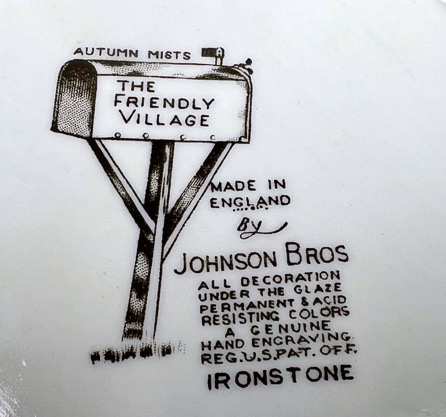 AUTUMN MISTS
THE
FRIENDLY
VILLAGE
MADE IN
ENGLAND
By
JOHNSON BROS
ALL DECORATION
UNDER THE GLAZE
PERMANENT & ACID
RESISTING COLORS
A GENUINE
HAND ENGRAVING
REG.U.S.PAT. OFF.
IRONSTONE